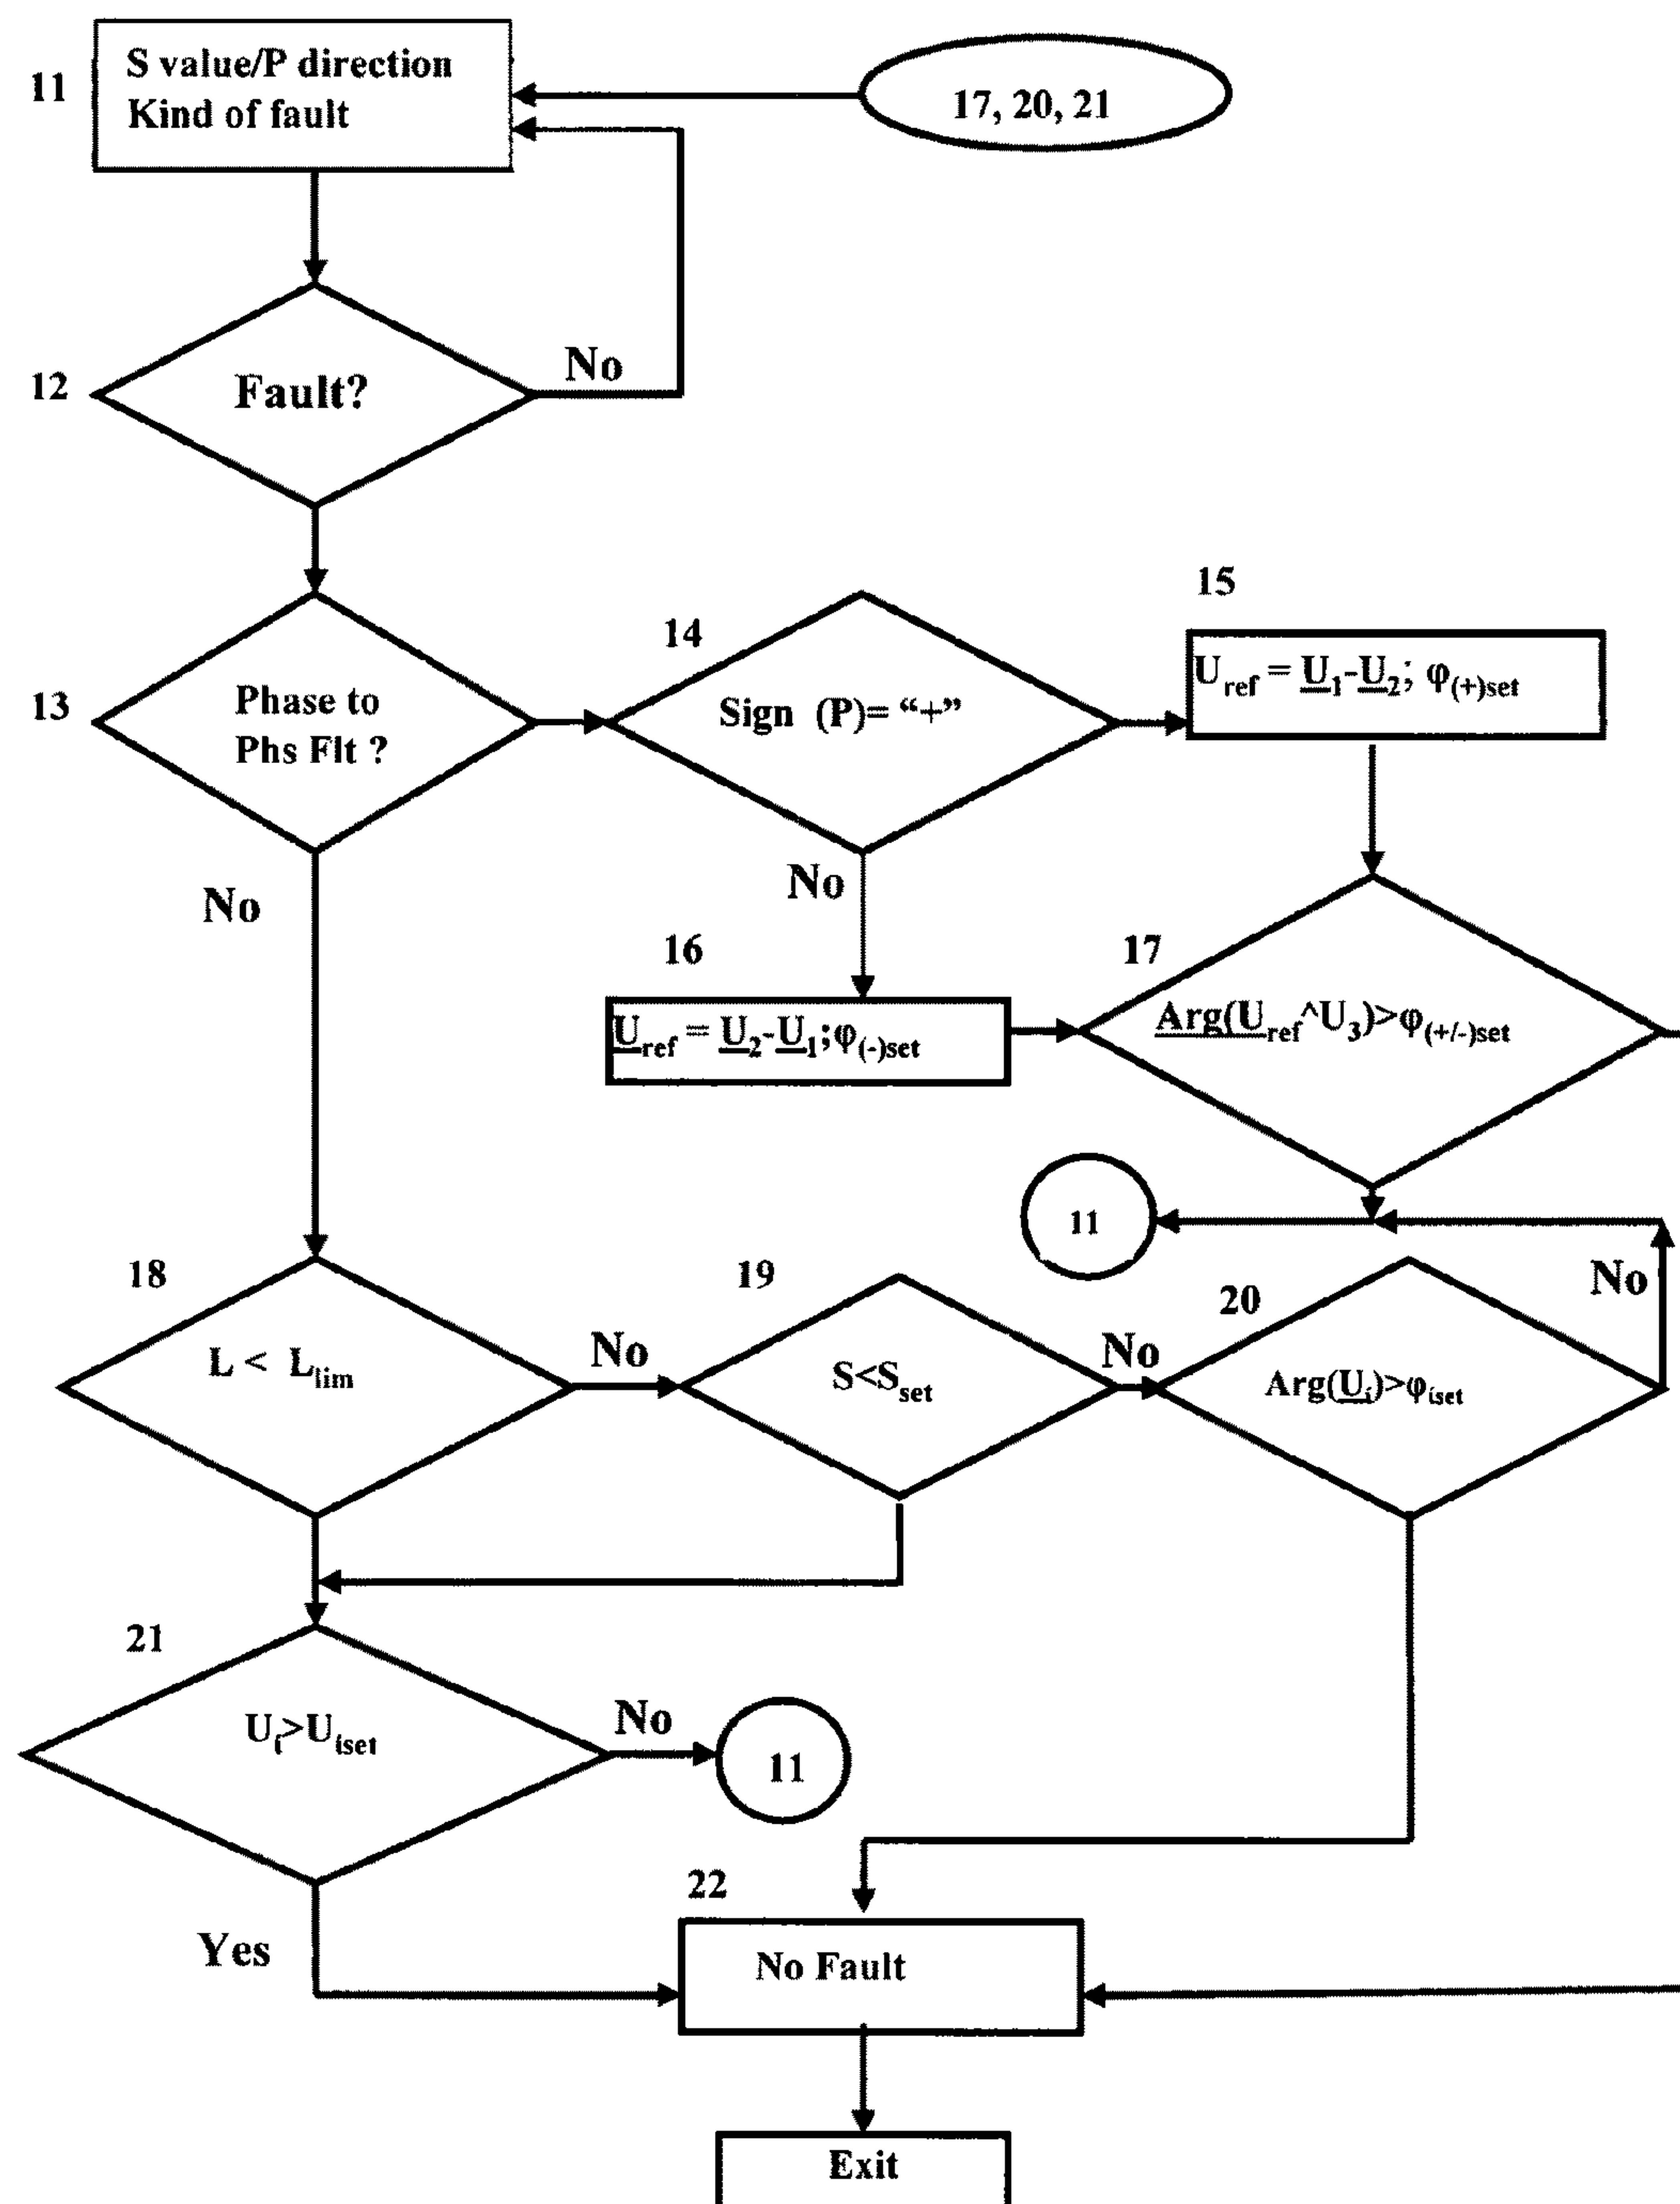 11
S value/P direction
Kind of fault
17, 20, 21
12
Fault?
No
13
Phase to
Phs Flt ?
14
Sign (P)= “+”
15
U_ref = U_1-U_2; φ_(+)set
No
No
16
U_ref = U_2-U_1;φ_(-)set
17
Arg(U_ref^U_3)>φ_(+/-)set
11
18
L < L_lim
No
19
S<S_set
No
20
Arg(U_i)>φ_iset
No
21
U_i>U_iset
No
11
Yes
22
No Fault
Exit